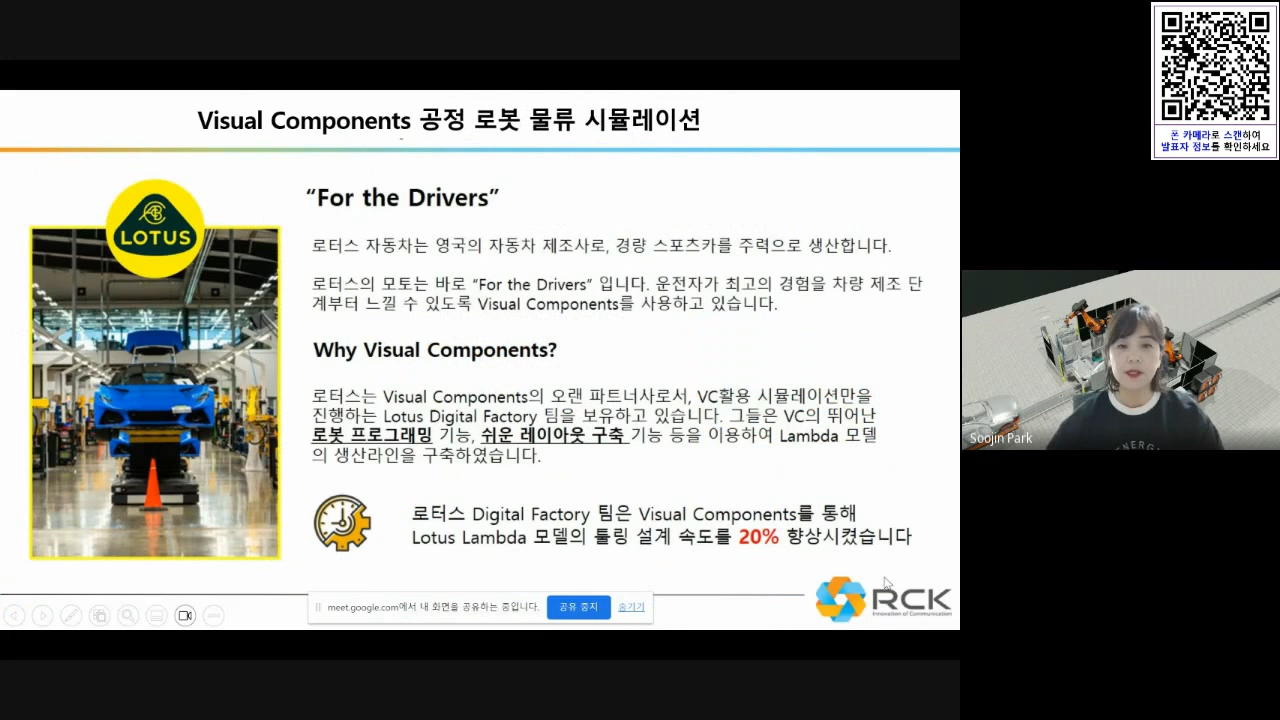 Visual Components 공정 로봇 물류 시뮬레이션
LOTUS
“For the Drivers”
로터스 자동차는 영국의 자동차 제조사로, 경량 스포츠카를 주력으로 생산합니다.
로터스의 모토는 바로 “For the Drivers” 입니다. 운전자가 최고의 경험을 차량 제조 단
계부터 느낄 수 있도록 Visual Components를 사용하고 있습니다.
Why Visual Components?
로터스는 Visual Components의 오랜 파트너사로서, VC활용 시뮬레이션만을
진행하는 Lotus Digital Factory 팀을 보유하고 있습니다. 그들은 VC의 뛰어난
로봇 프로그래밍 기능, 쉬운 레이아웃 구축 기능 등을 이용하여 Lambda 모델
의 생산라인을 구축하였습니다.
로터스 Digital Factory 팀은 Visual Components를 통해
Lotus Lambda 모델의 툴링 설계 속도를 20% 향상시켰습니다
meet.google.com에서 내 화면을 공유하는 중입니다.
공유 중지
숨기기
RCK
Innovation of Communication
폰 카메라로 스캔하여
발표자 정보를 확인하세요
Soojin Park
ENERG